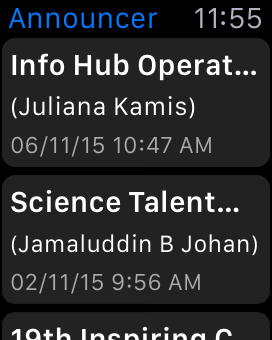 Announcer 11:55
Info Hub Operat...
(Juliana Kamis)
06/11/15 10:47 AM
Science Talent...
(Jamaluddin B Johan)
02/11/15 9:56 AM
19th Inspiring C